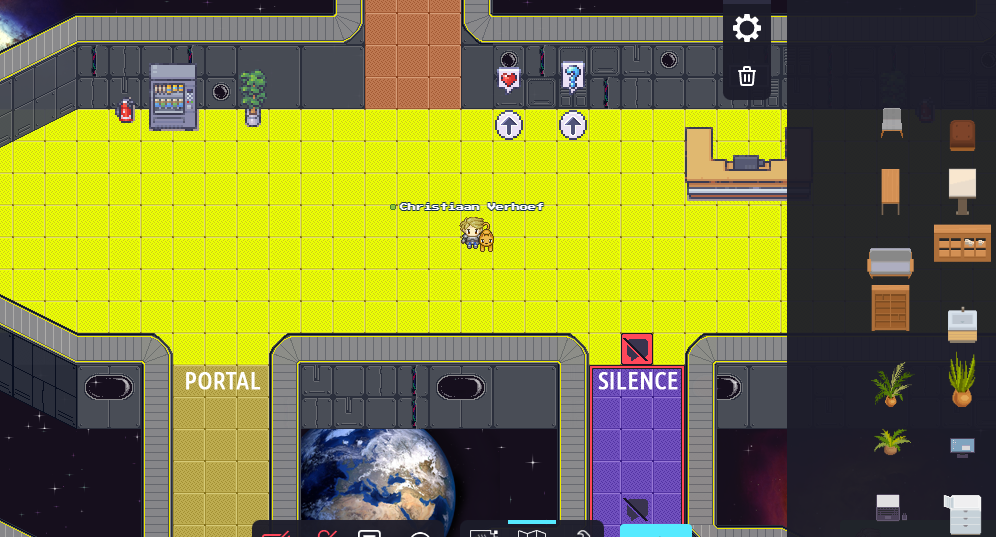 Christiaan Verhoef
PORTAL
SILENCE